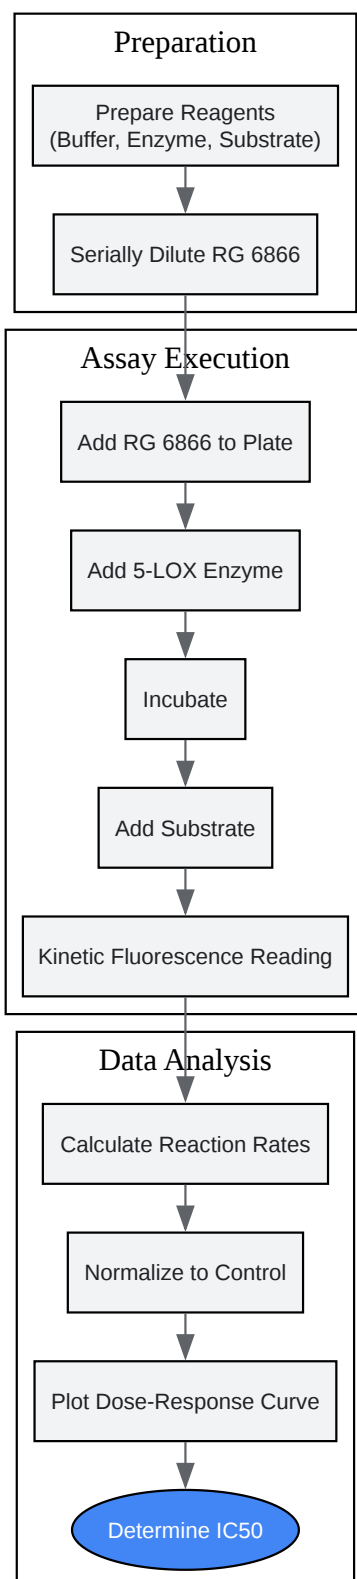 Preparation
Prepare Reagents
(Buffer, Enzyme, Substrate)
Serially Dilute RG 6866
Assay Execution
Add RG 6866 to Plate
Add 5-LOX Enzyme
Incubate
Add Substrate
Kinetic Fluorescence Reading
Data Analysis
Calculate Reaction Rates
Normalize to Control
Plot Dose-Response Curve
Determine IC50